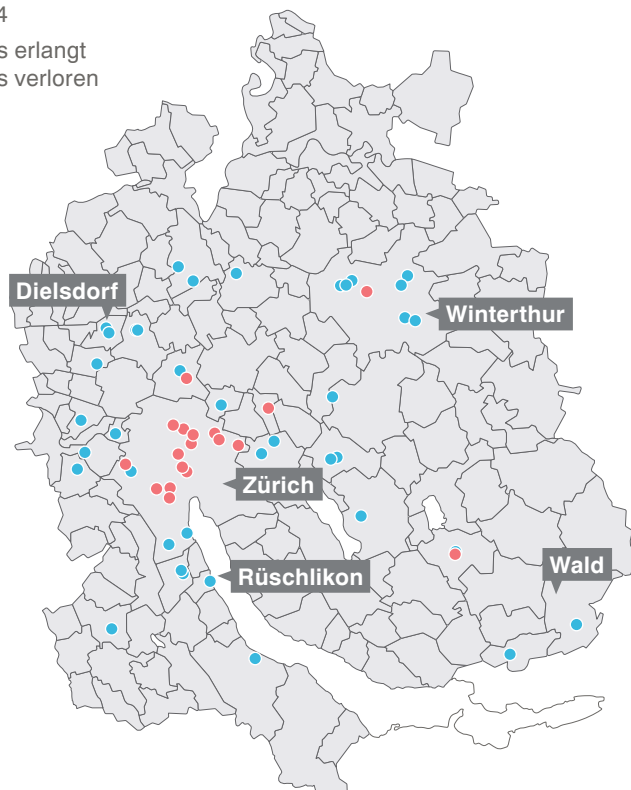 4
s erlangt
s verloren
Dielsdorf
Winterthur
Zürich
Rüschlikon
Wald